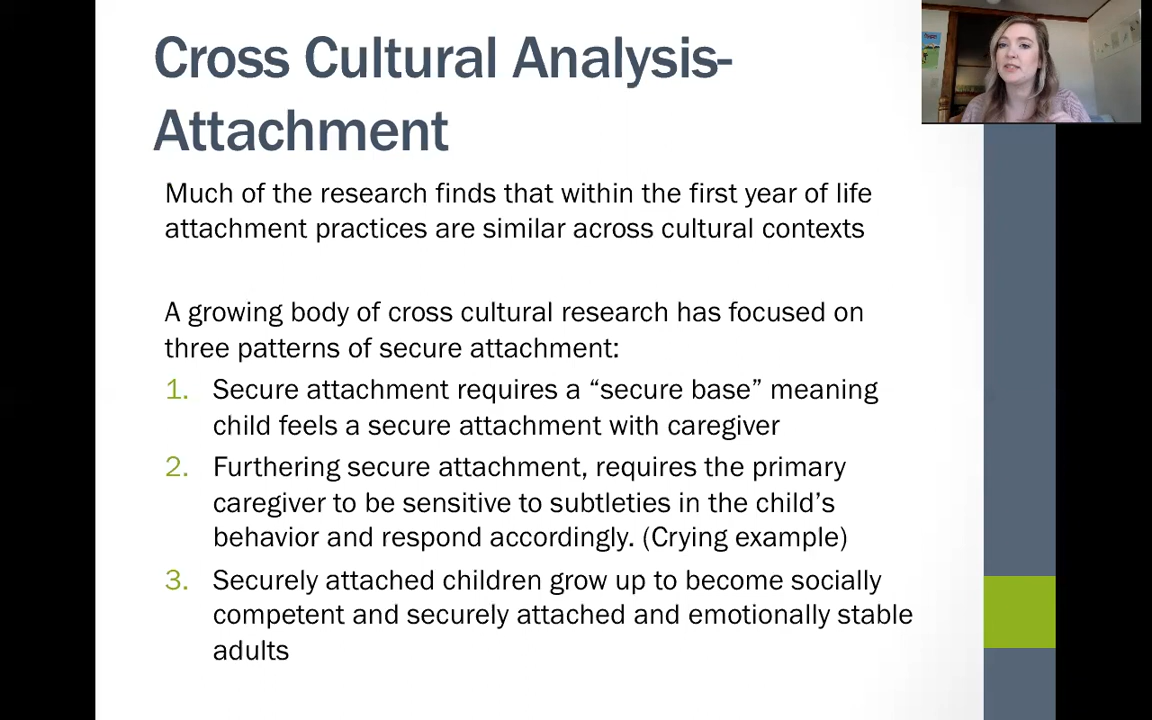 Cross Cultural Analysis-
Attachment
Much of the research finds that within the first year of life
attachment practices are similar across cultural contexts
A growing body of cross cultural research has focused on
three patterns of secure attachment:
1. Secure attachment requires a “secure base” meaning
child feels a secure attachment with caregiver
2. Furthering secure attachment, requires the primary
caregiver to be sensitive to subtleties in the child’s
behavior and respond accordingly. (Crying example)
3. Securely attached children grow up to become socially
competent and securely attached and emotionally stable
adults